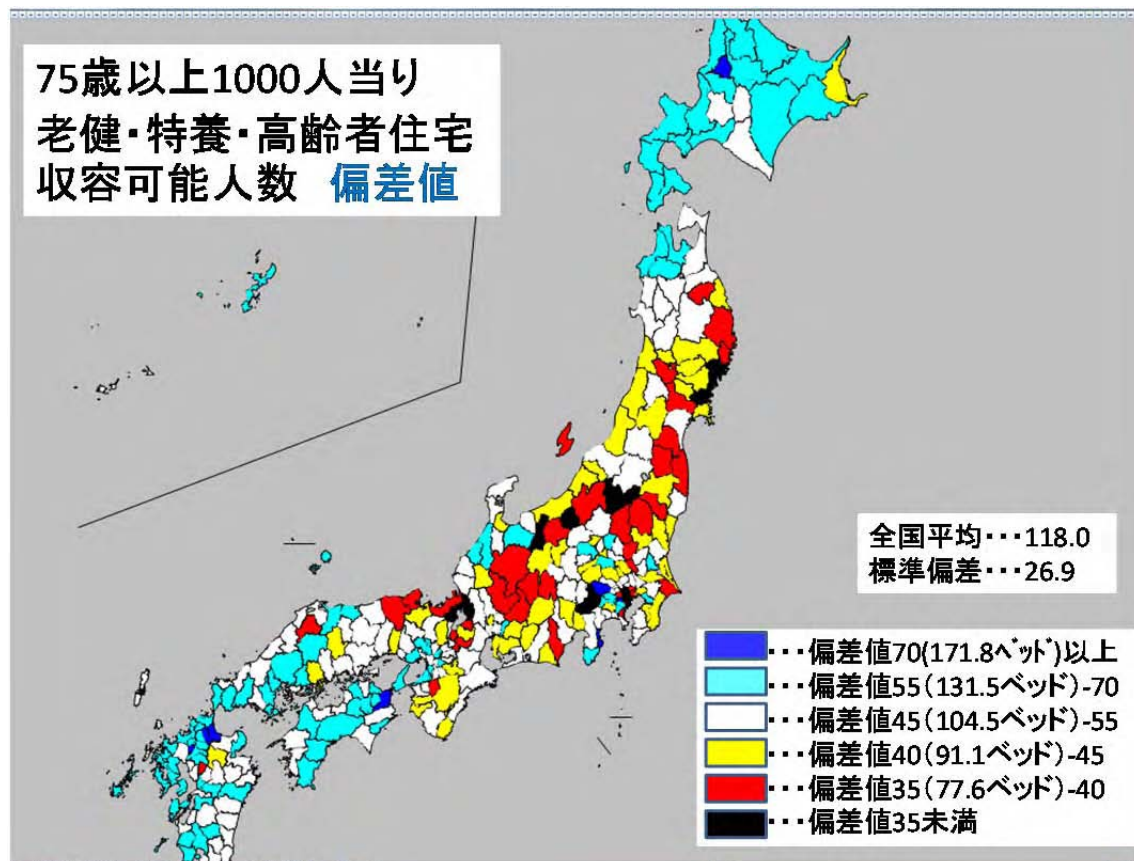 75歳以上1000人当り
老健・特養・高齢者住宅
収容可能人数 偏差値
全国平均・・・118.0
標準偏差・・・26.9
・・・偏差値70(171.8ﾍﾞｯﾄﾞ)以上
・・・偏差値55(131.5ベッド)-70
・・・偏差値45(104.5ベッド)-55
・・・偏差値40(91.1ベッド)-45
・・・偏差値35(77.6ベッド)-40
・・・偏差値35未満